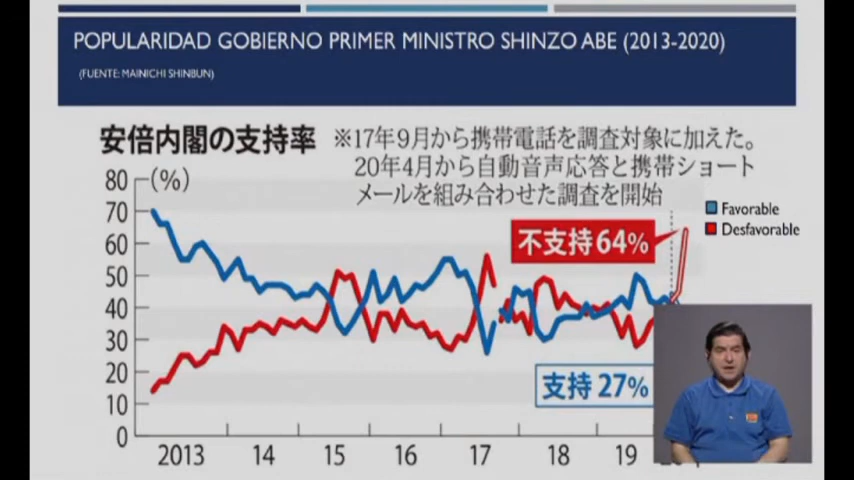 POPULARIDAD GOBIERNO PRIMER MINISTRO SHINZO ABE (2013-2020)
(FUENTE: MAINICHI SHINBUN)
安倍内閣の支持率
※17年9月から携帯電話を調査対象に加えた。
20年4月から自動音声応答と携帯ショート
メールを組み合わせた調査を開始
80 (%)
70
60
50
40
30
20
10
0
Favorable
Desfavorable
不支持 64%
支持 27%
2013 14 15 16 17 18 19